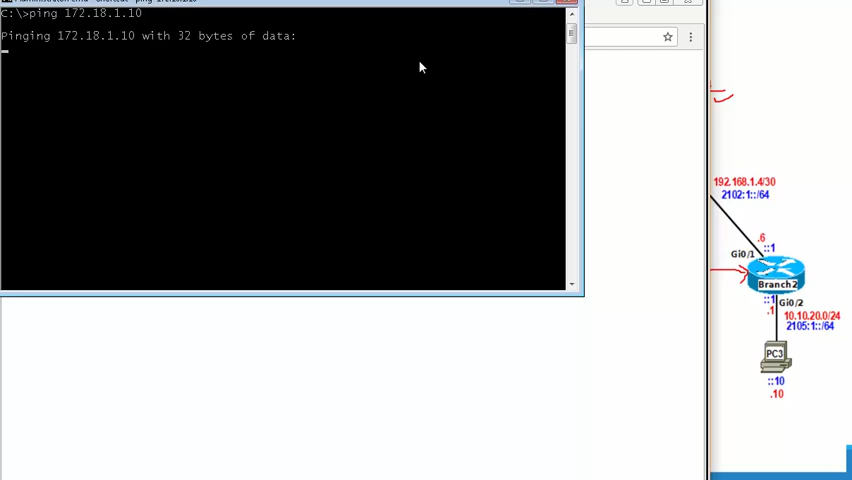 C:\>ping 172.18.1.10
Pinging 172.18.1.10 with 32 bytes of data:
192.168.1.4/30
2102:1::/64
.6
::1
Gi0/1
Branch2
::1
Gi0/2
.1
10.10.20.0/24
2105:1::/64
PC3
::10
.10